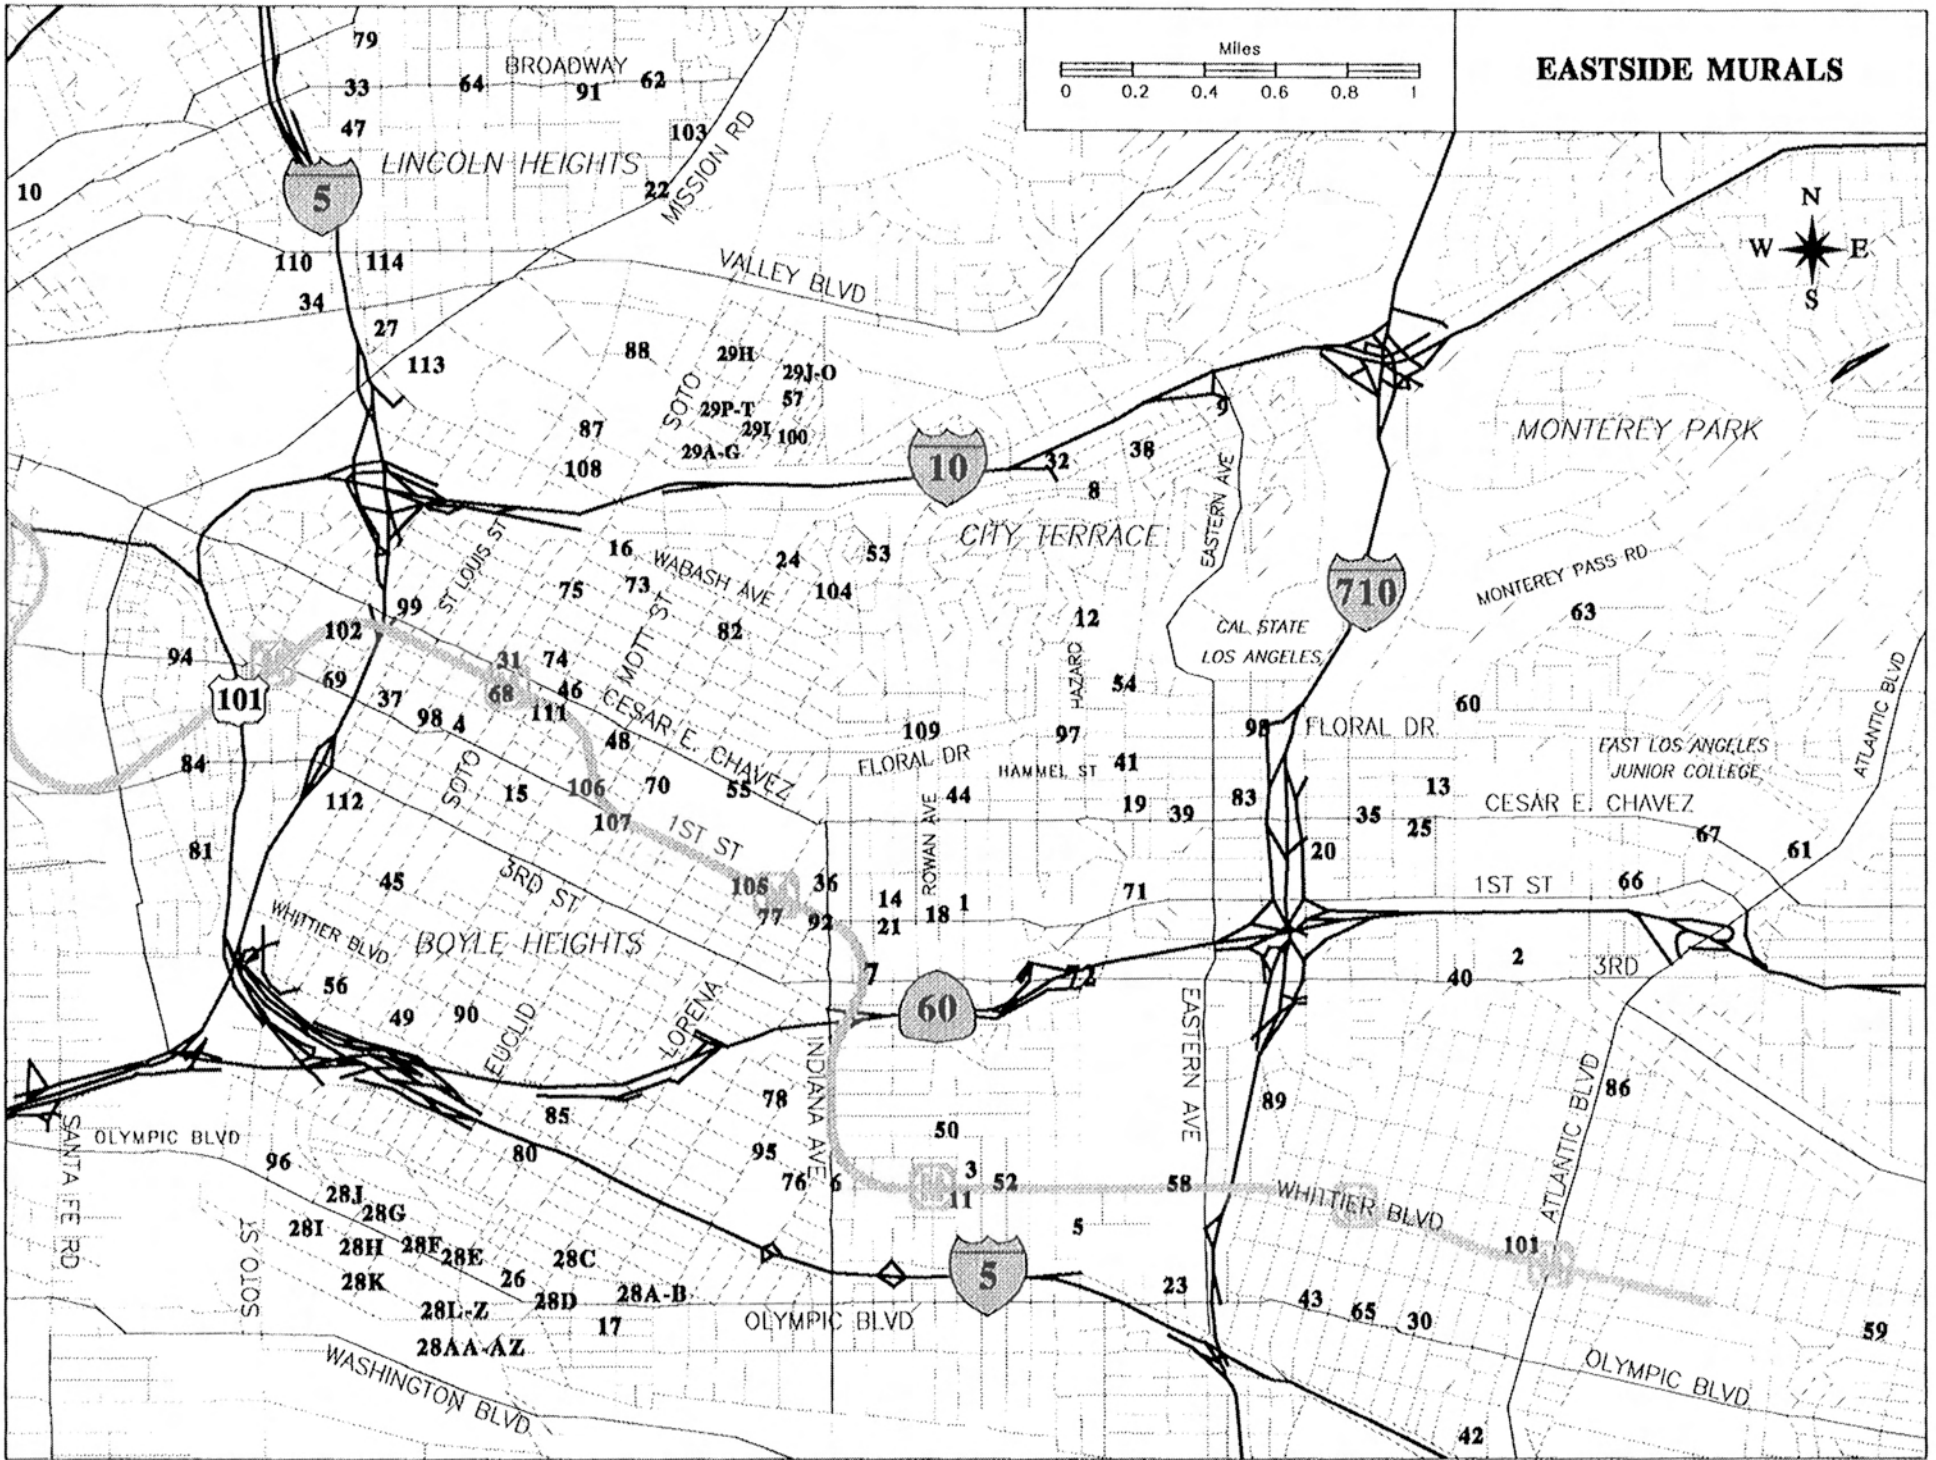 Miles
0 0.2 0.4 0.6 0.8 1
EASTSIDE MURALS
N
W E
S
79
BROADWAY
33
64
91
62
47
103
MISSION RD
LINCOLN HEIGHTS
22
10
5
110
114
34
27
113
VALLEY BLVD
88
29H
29J-O
57
SOTO
29P-T
29I
100
29A-G
87
108
10
32
38
9
8
EASTERN AVE
MONTEREY PARK
CITY TERRACE
ST LOUIS ST
16
WABASH AVE
24
53
75
73
104
MOTT ST
82
99
102
94
101
69
37
98
4
31
68
74
46
111
48
CESAR E. CHAVEZ
12
HAZARD
54
CAL STATE
LOS ANGELES
710
MONTEREY PASS RD
63
60
FLORAL DR
EAST LOS ANGELES
JUNIOR COLLEGE
ATLANTIC BLVD
109
FLORAL DR
97
HAMMEL ST
41
84
112
SOTO
15
106
70
55
107
1ST ST
44
ROWAN AVE
19
39
83
35
13
25
CESAR E. CHAVEZ
67
61
20
81
45
3RD ST
105
77
36
92
14
21
18
1
71
1ST ST
66
WHITTIER BLVD
BOYLE HEIGHTS
56
49
90
EUCLID
LORENA
7
60
72
2
40
3RD
EASTERN AVE
INDIANA AVE
78
85
80
95
76
6
50
3
11
52
58
5
89
86
ATLANTIC BLVD
WHITTIER BLVD
101
SANTA FE RD
OLYMPIC BLVD
96
28J
28G
28I
28H
28F
28E
28C
28K
26
28D
28A-B
28L-Z
17
28AA-AZ
SOTO ST
WASHINGTON BLVD
OLYMPIC BLVD
5
23
43
65
30
59
OLYMPIC BLVD
42